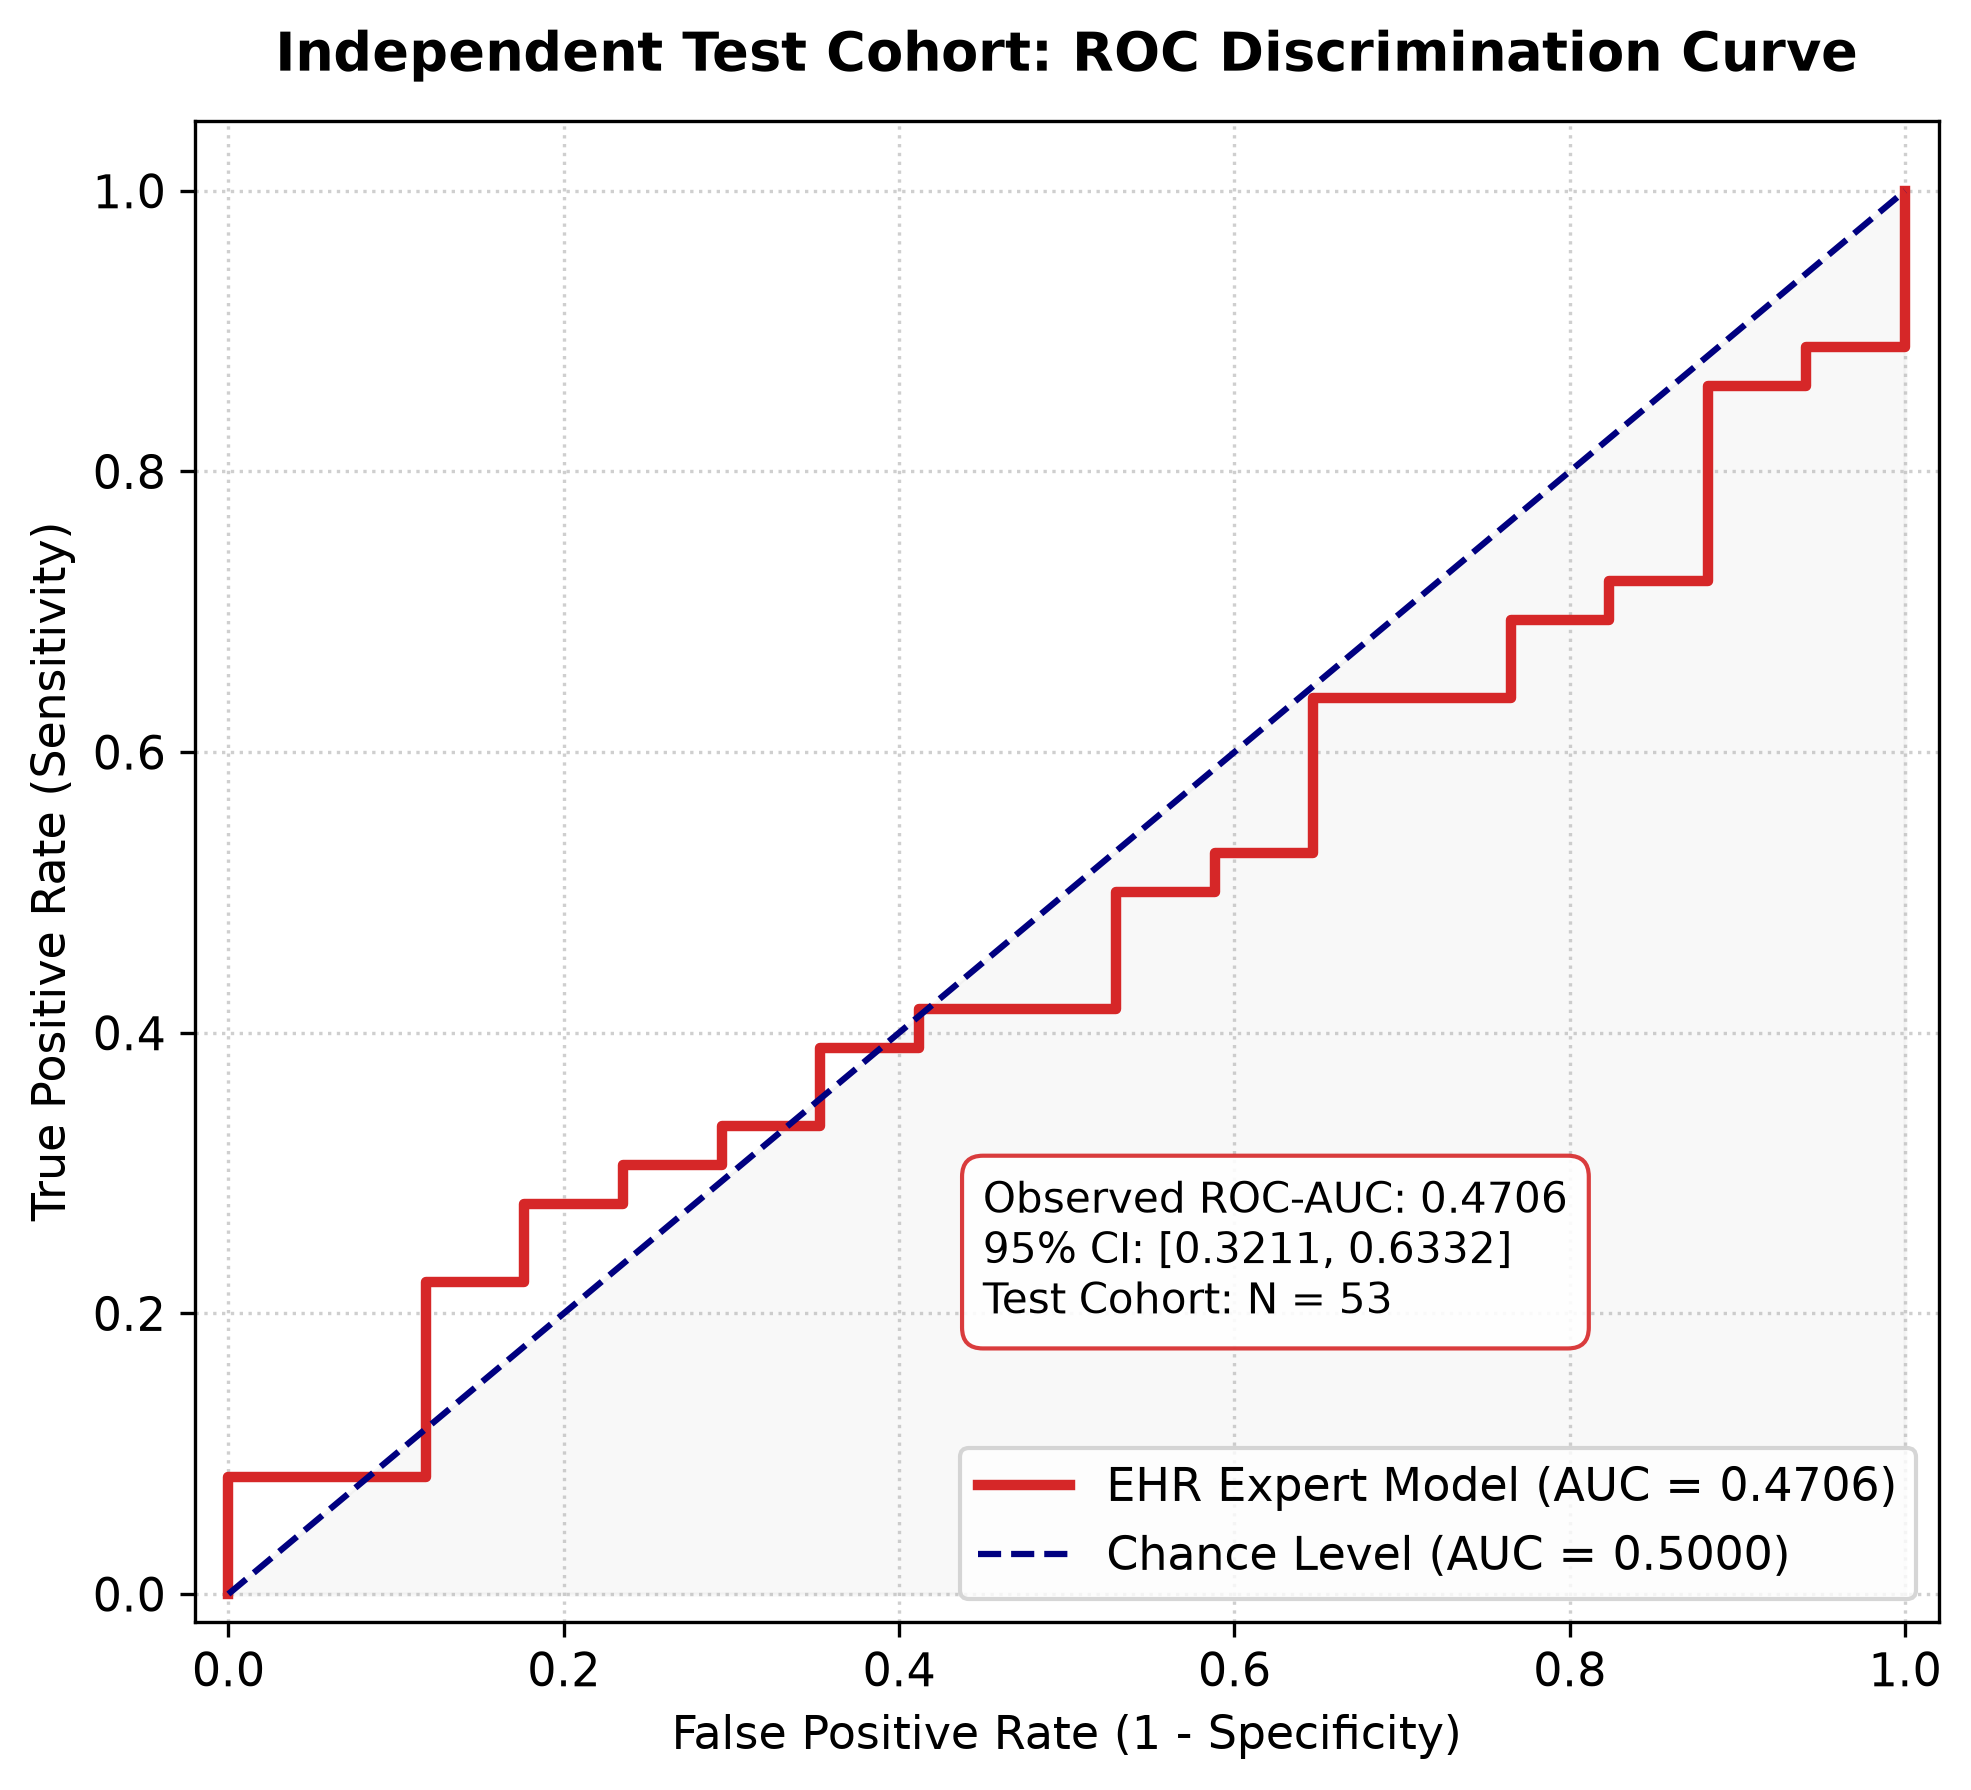 Independent Test Cohort: ROC Discrimination Curve
True Positive Rate (Sensitivity)
1.0
0.8
0.6
0.4
0.2
0.0
Observed ROC-AUC: 0.4706
95% CI: [0.3211, 0.6332]
Test Cohort: N = 53
EHR Expert Model (AUC = 0.4706)
Chance Level (AUC = 0.5000)
0.0 0.2 0.4 0.6 0.8 1.0
False Positive Rate (1 - Specificity)